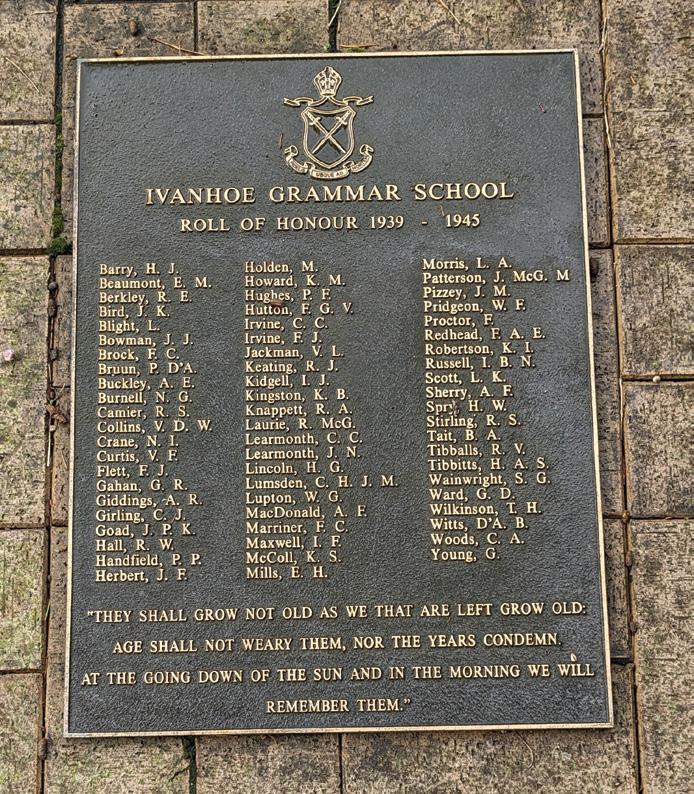 USQUE AD
IVANHOE GRAMMAR SCHOOL
ROLL OF HONOUR 1939 - 1945
Barry, H. J.
Beaumont, E. M.
Berkley, R. E.
Bird, J. K.
Blight, L.
Bowman, J. J.
Brock, F. C.
Bruun, P. D'A.
Buckley, A. E.
Burnell, N. G.
Camier, R. S.
Collins, V. D. W.
Crane, N. I.
Curtis, V. F.
Flett, F. J.
Gahan, G. R.
Giddings, A. R.
Girling, C. J.
Goad, J. P. K.
Hall, R. W.
Handfield, P. P.
Herbert, J. F.
Holden, M.
Howard, K. M.
Hughes, P. F.
Hutton, F. G. V.
Irvine, C. C.
Irvine, F. J.
Jackman, V. L.
Keating, R. J.
Kidgell, I. J.
Kingston, K. B.
Knappett, R. A.
Laurie, R. McG.
Learmonth, C. C.
Learmonth, J. N.
Lincoln, H. G.
Lumsden, C. H. J. M.
Lupton, W. G.
MacDonald, A. F.
Marriner, F. C.
Maxwell, I. F.
McColl, K. S.
Mills, E. H.
Morris, L. A.
Patterson, J. McG. M
Pizzey, J. M.
Pridgeon, W. F.
Proctor, F.
Redhead, F. A. E.
Robertson, K. I.
Russell, I. B. N.
Scott, L. K.
Sherry, A. F.
Spry, H. W.
Stirling, R. S.
Tait, B. A.
Tibballs, R. V.
Tibbitts, H. A. S.
Wainwright, S. G.
Ward, G. D.
Wilkinson, T. H.
Witts, D'A. B.
Woods, C. A.
Young, G.
"THEY SHALL GROW NOT OLD AS WE THAT ARE LEFT GROW OLD:
AGE SHALL NOT WEARY THEM, NOR THE YEARS CONDEMN.
AT THE GOING DOWN OF THE SUN AND IN THE MORNING WE WILL
REMEMBER THEM."